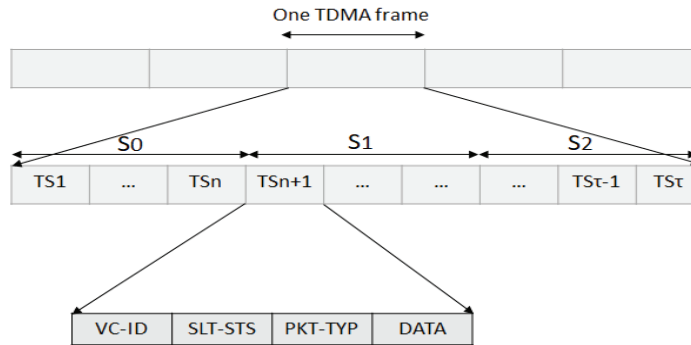 One TDMA frame
S0 S1 S2
TS1 ... TSn TSn+1 ... ... ... TSτ-1 TSτ
VC-ID SLT-STS PKT-TYP DATA